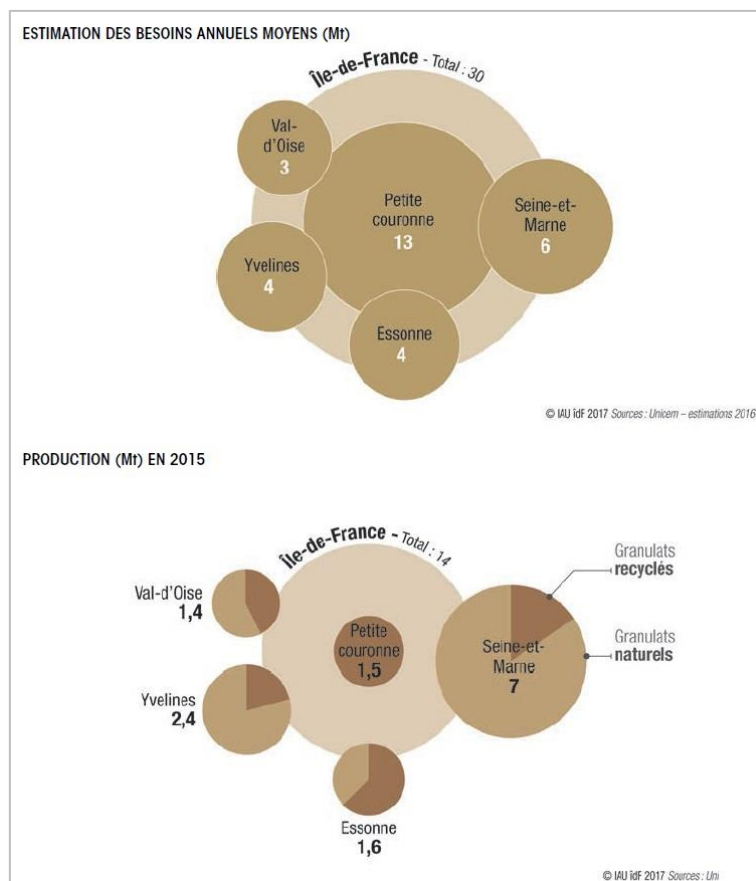 ESTIMATION DES BESOINS ANNUELS MOYENS (Mt)
Île-de-France - Total : 30
Val-
d'Oise
3
Petite
couronne
13
Seine-et-
Marne
6
Yvelines
4
Essonne
4
© IAU îdF 2017 Sources : Unicem – estimations 2016
PRODUCTION (Mt) EN 2015
Île-de-France - Total : 14
Granulats
recyclés
Val-d'Oise
1,4
Petite
couronne
1,5
Seine-et-
Marne
7
Granulats
naturels
Yvelines
2,4
Essonne
1,6
© IAU îdF 2017 Sources : Uni